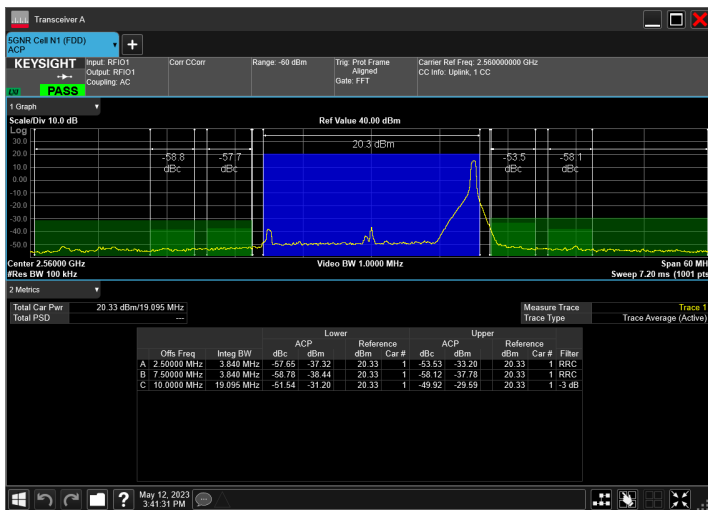 Transceiver A
5GNR Cell N1 (FDD)
ACP
KEYSIGHT
LXI
PASS
Input: RFIO1
Output: RFIO1
Coupling: AC
Corr CCorr
Range: -60 dBm
Trig: Prot Frame
Aligned
Gate: FFT
Carrier Ref Freq: 2.560000000 GHz
CC Info: Uplink, 1 CC
1 Graph
Scale/Div 10.0 dB
Ref Value 40.00 dBm
Log
30.0
20.0
10.0
0.00
-10.0
-20.0
-30.0
-40.0
-50.0
20.3 dBm
-58.8
dBc
-57.7
dBc
-53.5
dBc
-58.1
dBc
Center 2.56000 GHz
#Res BW 100 kHz
Video BW 1.0000 MHz
Span 60 MH
Sweep 7.20 ms (1001 pts
2 Metrics
Total Car Pwr 20.33 dBm/19.095 MHz
Total PSD ---
Measure Trace Trace 1
Trace Type Trace Average (Active)
Lower Upper
ACP Reference ACP Reference
Offs Freq Integ BW dBc dBm dBm Car # dBc dBm dBm Car # Filter
A 2.50000 MHz 3.840 MHz -57.65 -37.32 20.33 1 -53.53 -33.20 20.33 1 RRC
B 7.50000 MHz 3.840 MHz -58.78 -38.44 20.33 1 -58.12 -37.78 20.33 1 RRC
C 10.0000 MHz 19.095 MHz -51.54 -31.20 20.33 1 -49.92 -29.59 20.33 1 -3 dB
?
May 12, 2023
3:41:31 PM